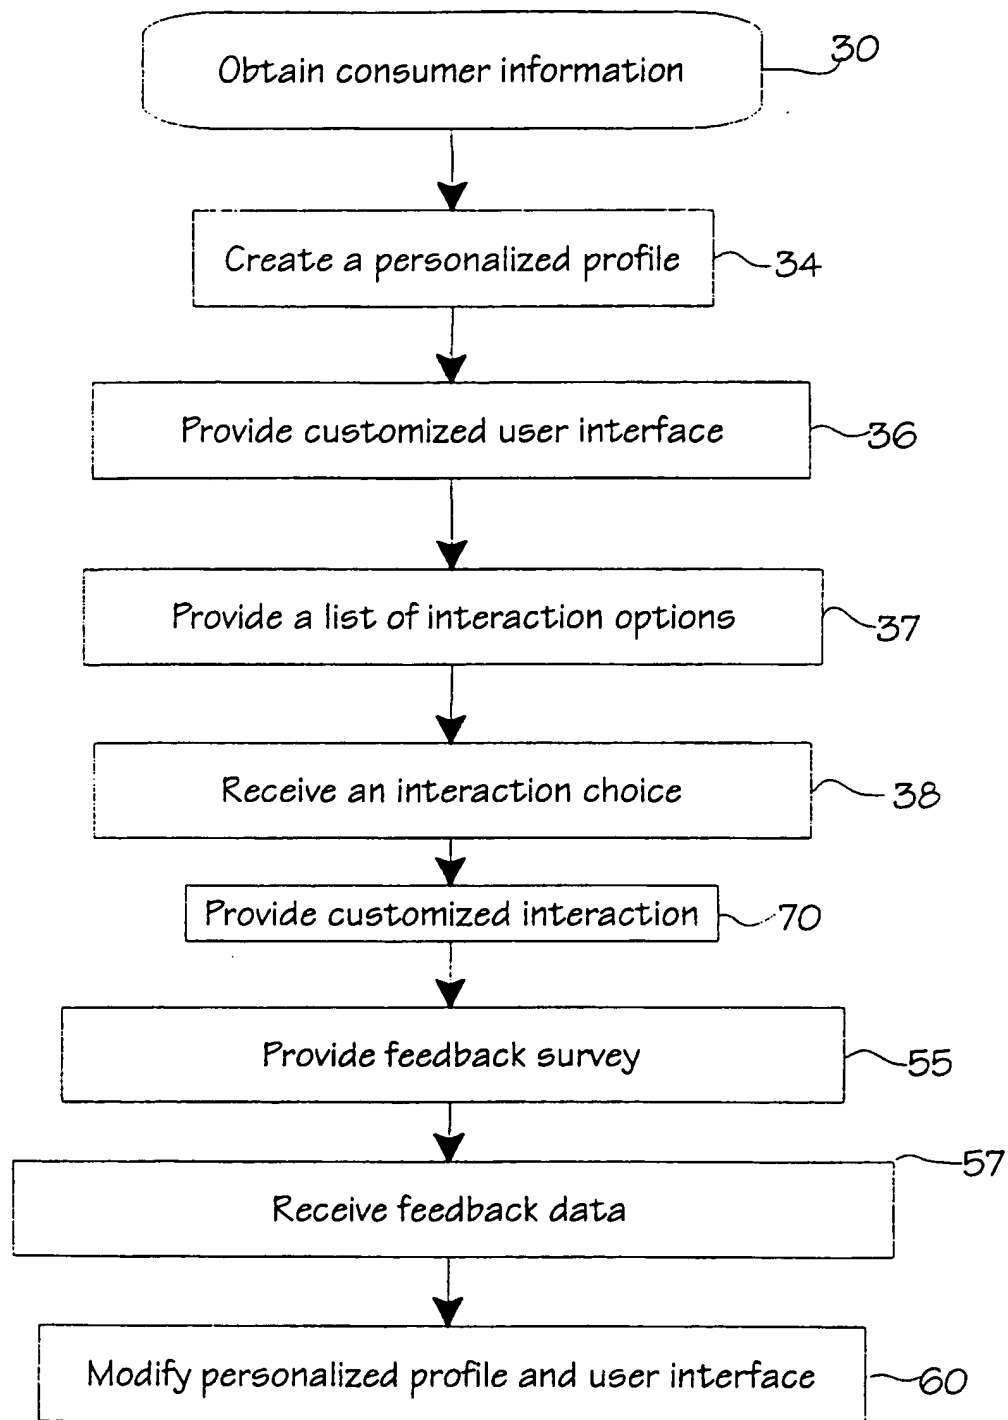 Obtain consumer information
30
Create a personalized profile
34
Provide customized user interface
36
Provide a list of interaction options
37
Receive an interaction choice
38
Provide customized interaction
70
Provide feedback survey
55
57
Receive feedback data
Modify personalized profile and user interface
60